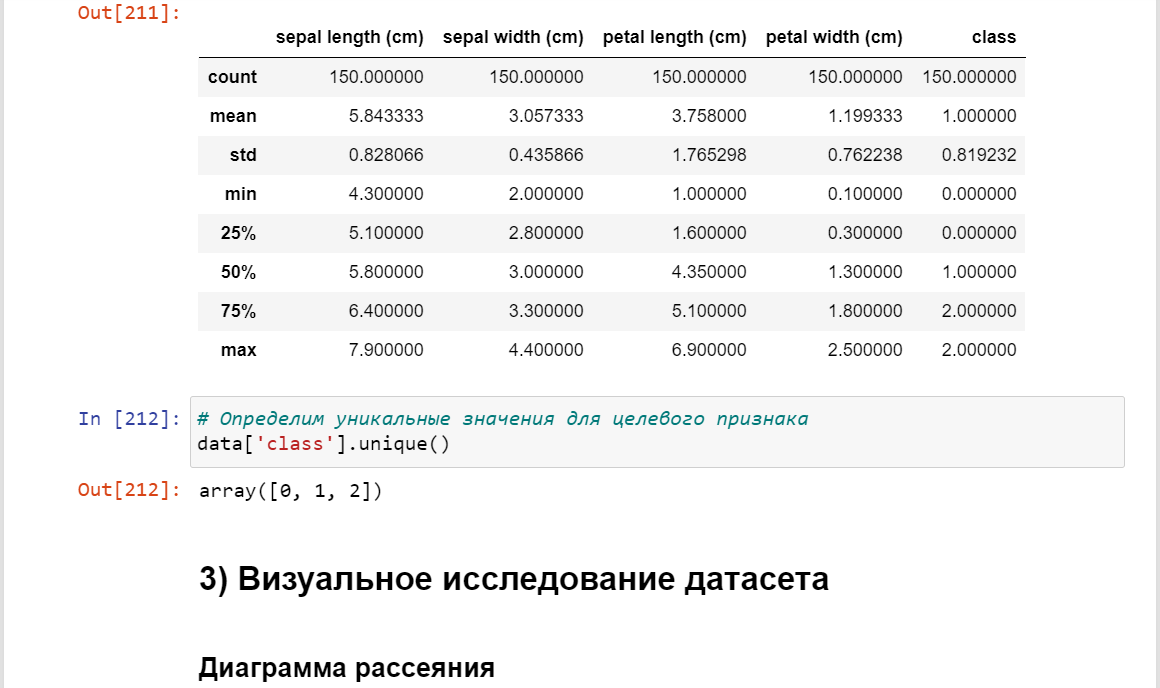 Out[211]:
sepal length (cm) sepal width (cm) petal length (cm) petal width (cm) class
count 150.000000 150.000000 150.000000 150.000000 150.000000
mean 5.843333 3.057333 3.758000 1.199333 1.000000
std 0.828066 0.435866 1.765298 0.762238 0.819232
min 4.300000 2.000000 1.000000 0.100000 0.000000
25% 5.100000 2.800000 1.600000 0.300000 0.000000
50% 5.800000 3.000000 4.350000 1.300000 1.000000
75% 6.400000 3.300000 5.100000 1.800000 2.000000
max 7.900000 4.400000 6.900000 2.500000 2.000000
In [212]: # Определим уникальные значения для целевого признака
data['class'].unique()
Out[212]: array([0, 1, 2])
3) Визуальное исследование датасета
Диаграмма рассеяния